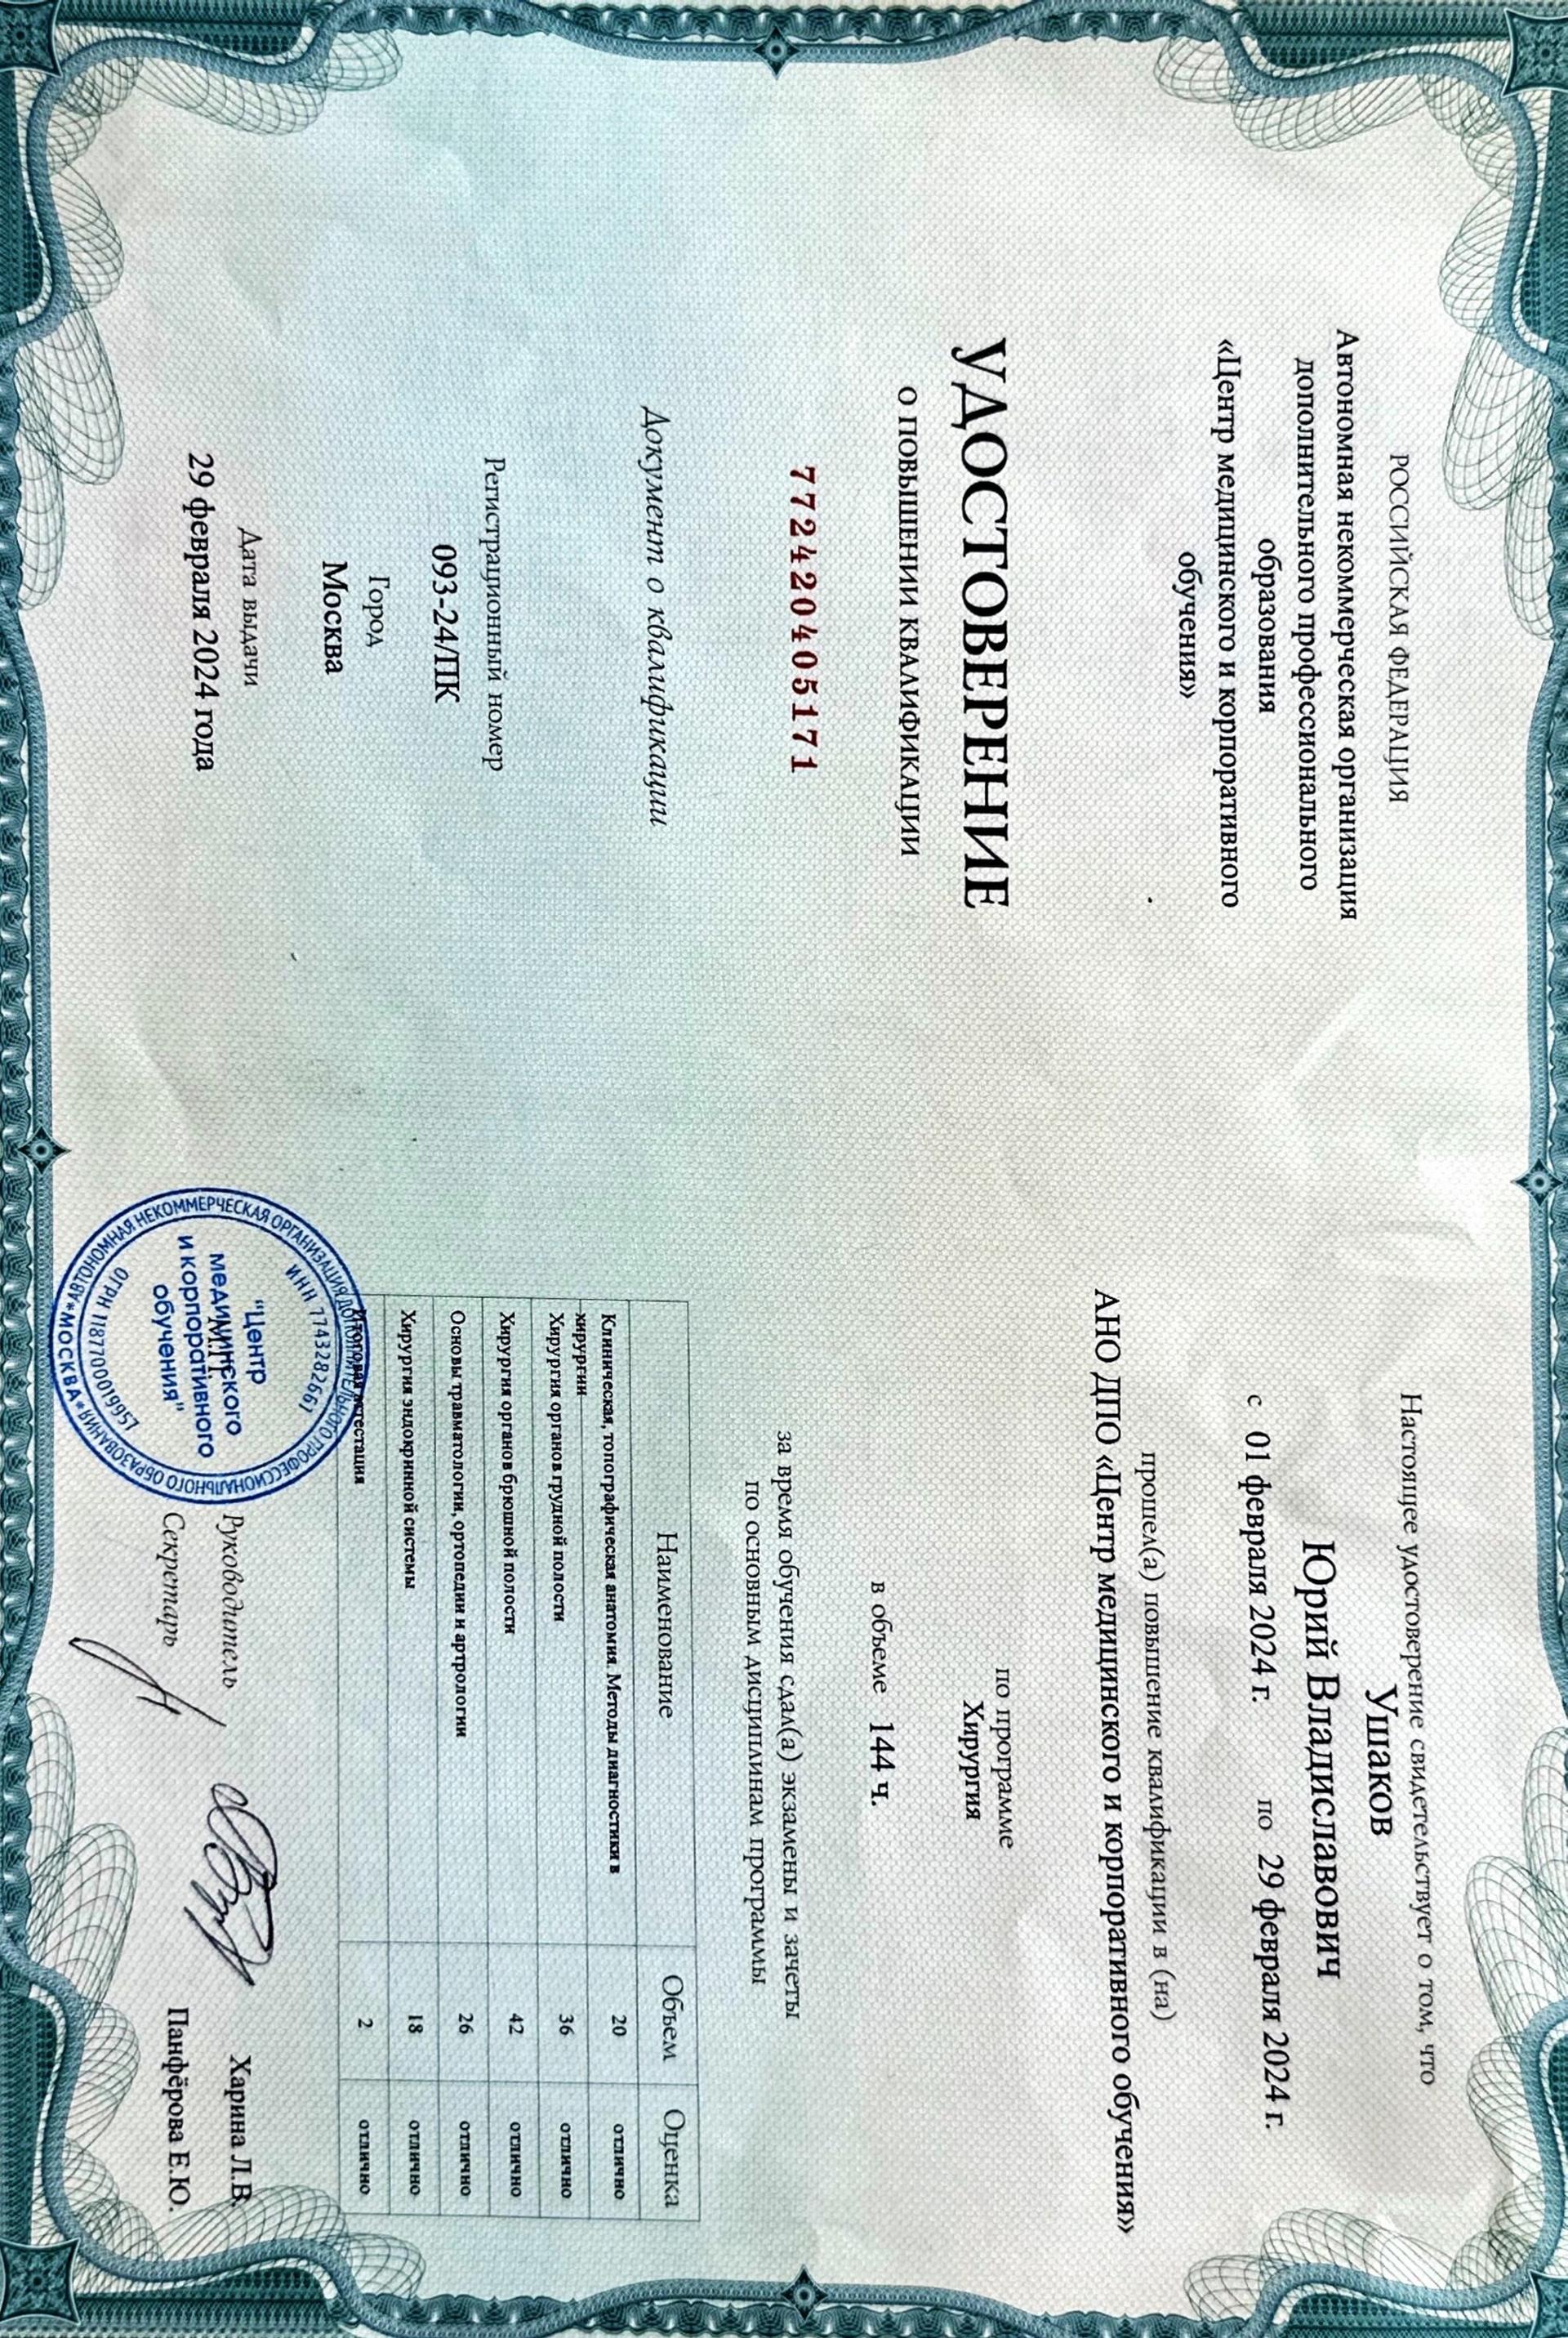 РОССИЙСКАЯ ФЕДЕРАЦИЯ
Автономная некоммерческая организация
дополнительного профессионального
образования
«Центр медицинского и корпоративного
обучения»
УДОСТОВЕРЕНИЕ
О ПОВЫШЕНИИ КВАЛИФИКАЦИИ
772420405171
Документ о квалификации
Регистрационный номер
093-24/ПК
Город
Москва
Дата выдачи
29 февраля 2024 года
Настоящее удостоверение свидетельствует о том, что
Ушаков
Юрий Владиславович
с 01 февраля 2024 г. по 29 февраля 2024 г.
прошел(а) повышение квалификации в (на)
АНО ДПО «Центр медицинского и корпоративного обучения»
по программе
Хирургия
в объеме 144 ч.
за время обучения сдал(а) экзамены и зачеты
по основным дисциплинам программы
Наименование Объем Оценка
Клиническая, топографическая анатомия. Методы диагностики в
хирургии 20 отлично
Хирургия органов грудной полости 36 отлично
Хирургия органов брюшной полости 42 отлично
Основы травматологии, ортопедии и артрологии 26 отлично
Хирургия эндокринной системы 18 отлично
Итоговая аттестация 2 отлично
Руководитель Харина Л.В.
Секретарь Панфёрова Е.Ю.
М.П.
*АВТОНОМНАЯ НЕКОММЕРЧЕСКАЯ ОРГАНИЗАЦИЯ ДОПОЛНИТЕЛЬНОГО ПРОФЕССИОНАЛЬНОГО ОБРАЗОВАНИЯ*МОСКВА
ИНН 7743282661
"Центр
медицинского
и корпоративного
обучения"
ОГРН 1187700019957